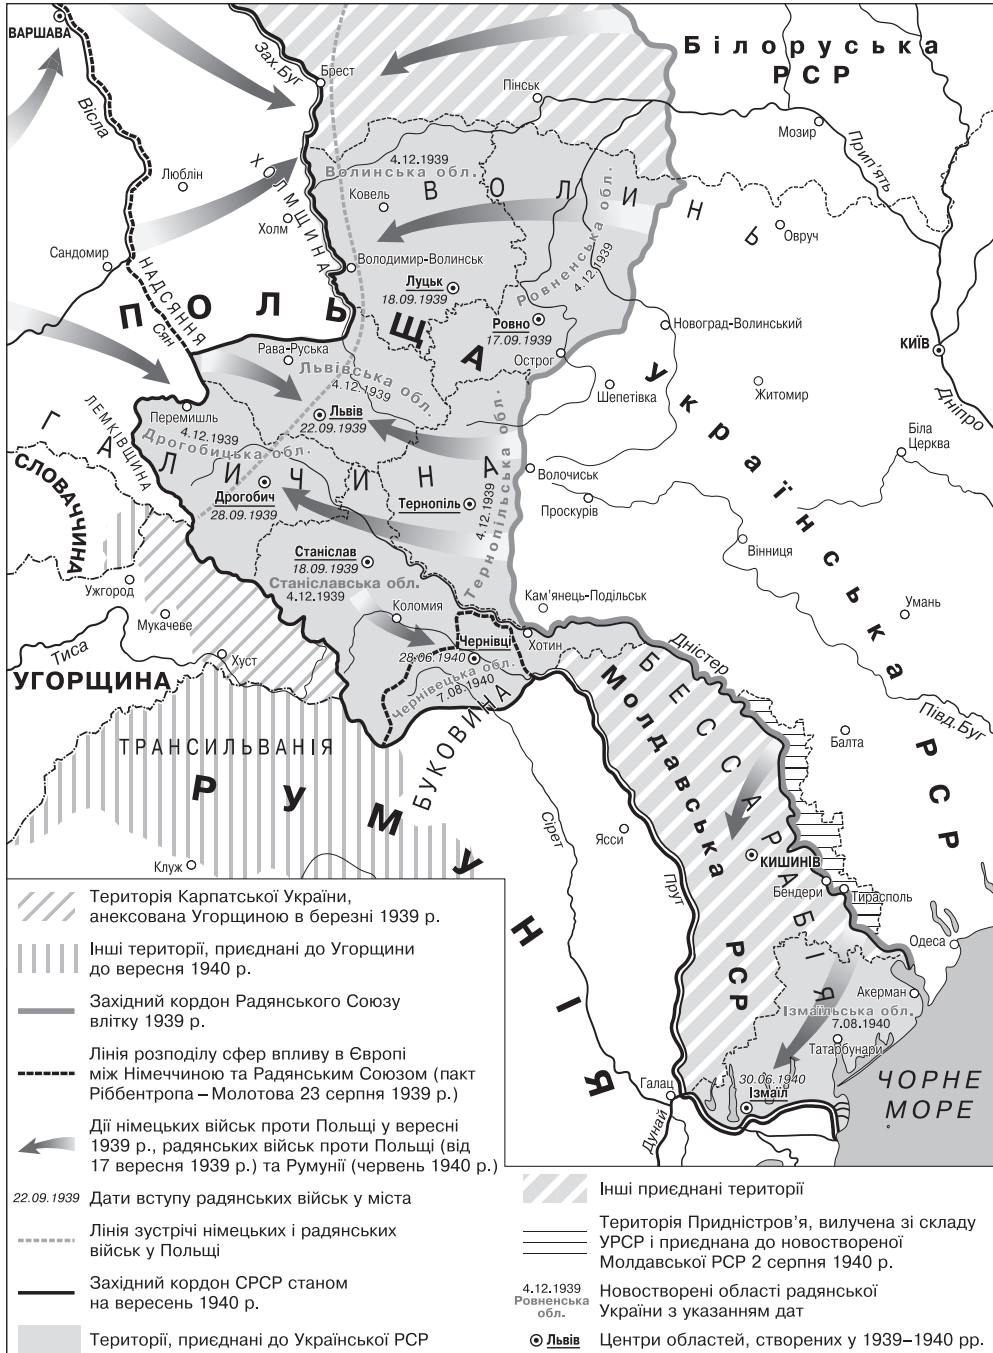 ВАРШАВА
Вісла
Зах. Буг
Брест
Білоруська
РСР
Пінськ
Мозир
Прип'ять
Люблін
ХОЛМЩИНА
Холм
4.12.1939
Волинська обл.
Ковель
ВОЛИНЬ
Овруч
Сандомир
НАДСЯННЯ
Сян
Володимир-Волинськ
Луцьк
18.09.1939
Ровненська обл.
4.12.1939
ПОЛЬЩА
Ровно
17.09.1939
Новоград-Волинський
КИЇВ
Дніпро
Рава-Руська
Острог
Львівська обл.
4.12.1939
Шепетівка
Житомир
Українська РСР
Перемишль
Львів
22.09.1939
ЛЕМКІВЩИНА
4.12.1939
Дрогобицька обл.
Біла
Церква
ГАЛИЧИНА
СЛОВАЧЧИНА
Дрогобич
28.09.1939
Тернопіль
Тернопільська обл.
4.12.1939
Волочиськ
Проскурів
Вінниця
Станіслав
18.09.1939
Станіславська обл.
4.12.1939
Ужгород
Мукачеве
Коломия
Кам'янець-Подільськ
Умань
Тиса
Хуст
Чернівці
28.06.1940
Чернівецька обл.
7.08.1940
Хотин
Дністер
УГОРЩИНА
БУКОВИНА
БЕССАРАБІЯ
Молдавська РСР
Півд. Буг
Балта
ТРАНСИЛЬВАНІЯ
РУМУНІЯ
Сірет
Ясси
Клуж
Прут
КИШИНІВ
Бендери
Тирасполь
Одеса
Акерман
Ізмаїльська обл.
7.08.1940
Татарбунари
30.06.1940
Ізмаїл
Галац
Дунай
ЧОРНЕ
МОРЕ
Територія Карпатської України,
анексована Угорщиною в березні 1939 р.
Інші території, приєднані до Угорщини
до вересня 1940 р.
Західний кордон Радянського Союзу
влітку 1939 р.
Лінія розподілу сфер впливу в Європі
між Німеччиною та Радянським Союзом (пакт
Ріббентропа – Молотова 23 серпня 1939 р.)
Дії німецьких військ проти Польщі у вересні
1939 р., радянських військ проти Польщі (від
17 вересня 1939 р.) та Румунії (червень 1940 р.)
22.09.1939 Дати вступу радянських військ у міста
Лінія зустрічі німецьких і радянських
військ у Польщі
Західний кордон СРСР станом
на вересень 1940 р.
Території, приєднані до Української РСР
Інші приєднані території
Територія Придністров'я, вилучена зі складу
УРСР і приєднана до новоствореної
Молдавської РСР 2 серпня 1940 р.
4.12.1939
Ровненська
обл.
Новостворені області радянської
України з указанням дат
Львів Центри областей, створених у 1939–1940 рр.